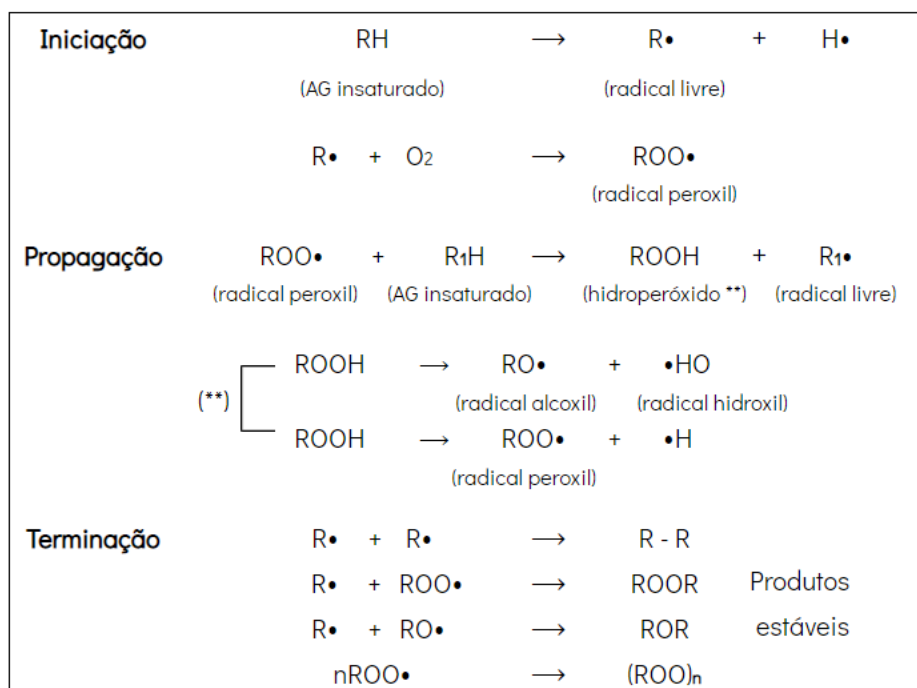 Iniciação RH ⟶ R• + H•
(AG insaturado) (radical livre)
R• + O₂ ⟶ ROO•
(radical peroxil)
Propagação ROO• + R₁H ⟶ ROOH + R₁•
(radical peroxil) (AG insaturado) (hidroperóxido **) (radical livre)
ROOH ⟶ RO• + •HO
(**) (radical alcoxil) (radical hidroxil)
ROOH ⟶ ROO• + •H
(radical peroxil)
Terminação R• + R• ⟶ R - R
R• + ROO• ⟶ ROOR Produtos
R• + RO• ⟶ ROR estáveis
nROO• ⟶ (ROO)ₙ